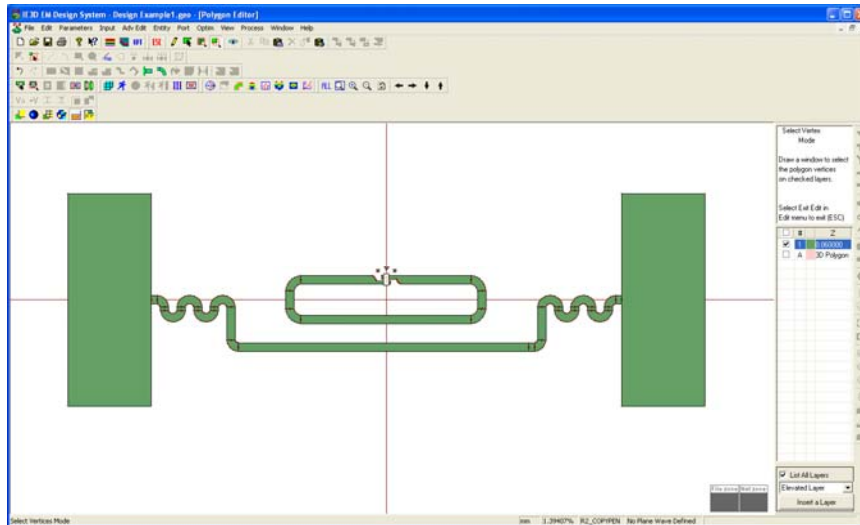 IE3D EM Design System - Design Example1.geo - [Polygon Editor]
File Edit Parameters Input Adv Edit Entity Port Optim View Process Window Help
ALL
Select Vertex
Mode
Draw a window to select
the polygon vertices
on checked layers.
Select Exit Edit in
Edit menu to exit (ESC)
# Z
1 0.060000
A 3D Polygon
List All Layers
Elevated Layer
Insert a Layer
Select Vertices Mode mm 1.39407% R2_COPYPEN No Plane Wave Defined